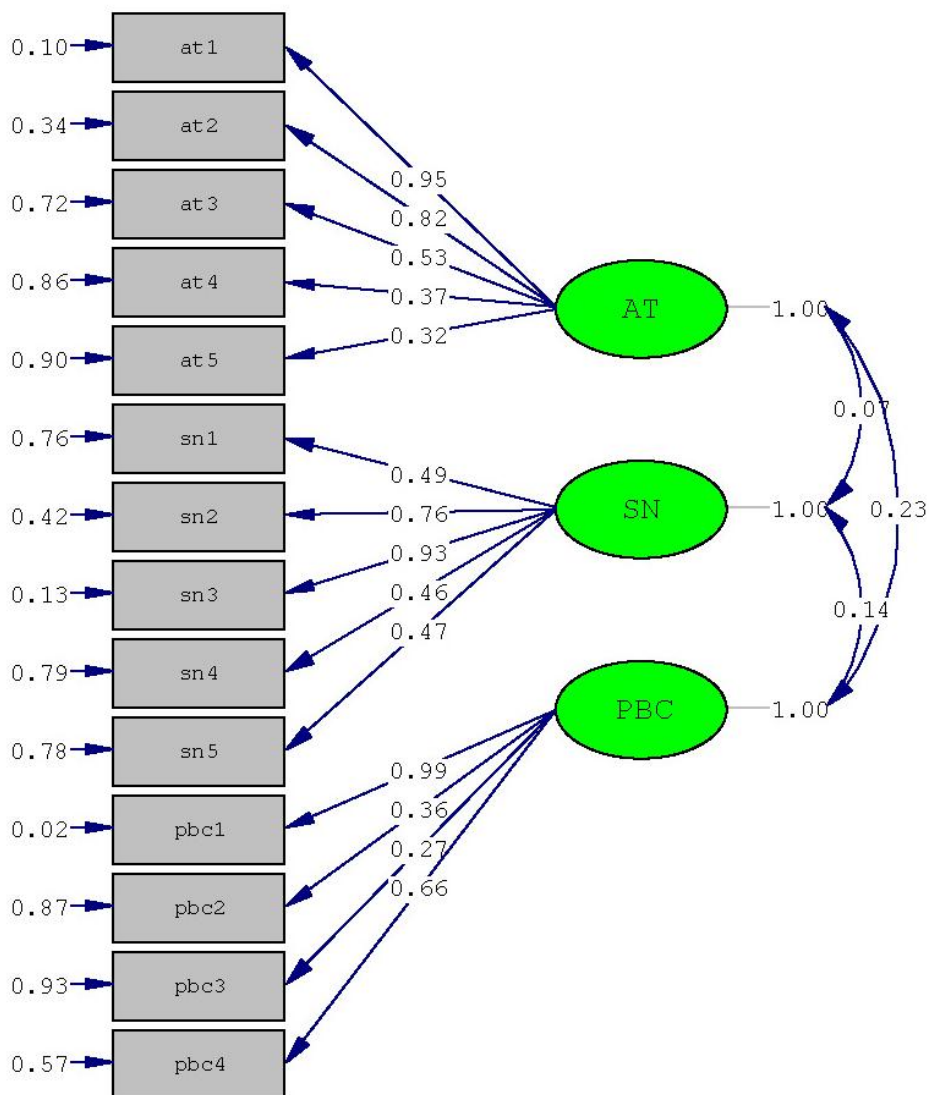 0.10 at1
0.34 at2
0.72 at3
0.86 at4
0.90 at5
0.76 sn1
0.42 sn2
0.13 sn3
0.79 sn4
0.78 sn5
0.02 pbc1
0.87 pbc2
0.93 pbc3
0.57 pbc4
0.95
0.82
0.53
0.37
0.32
0.49
0.76
0.93
0.46
0.47
0.99
0.36
0.27
0.66
AT 1.00
SN 1.00
PBC 1.00
0.07
0.23
0.14